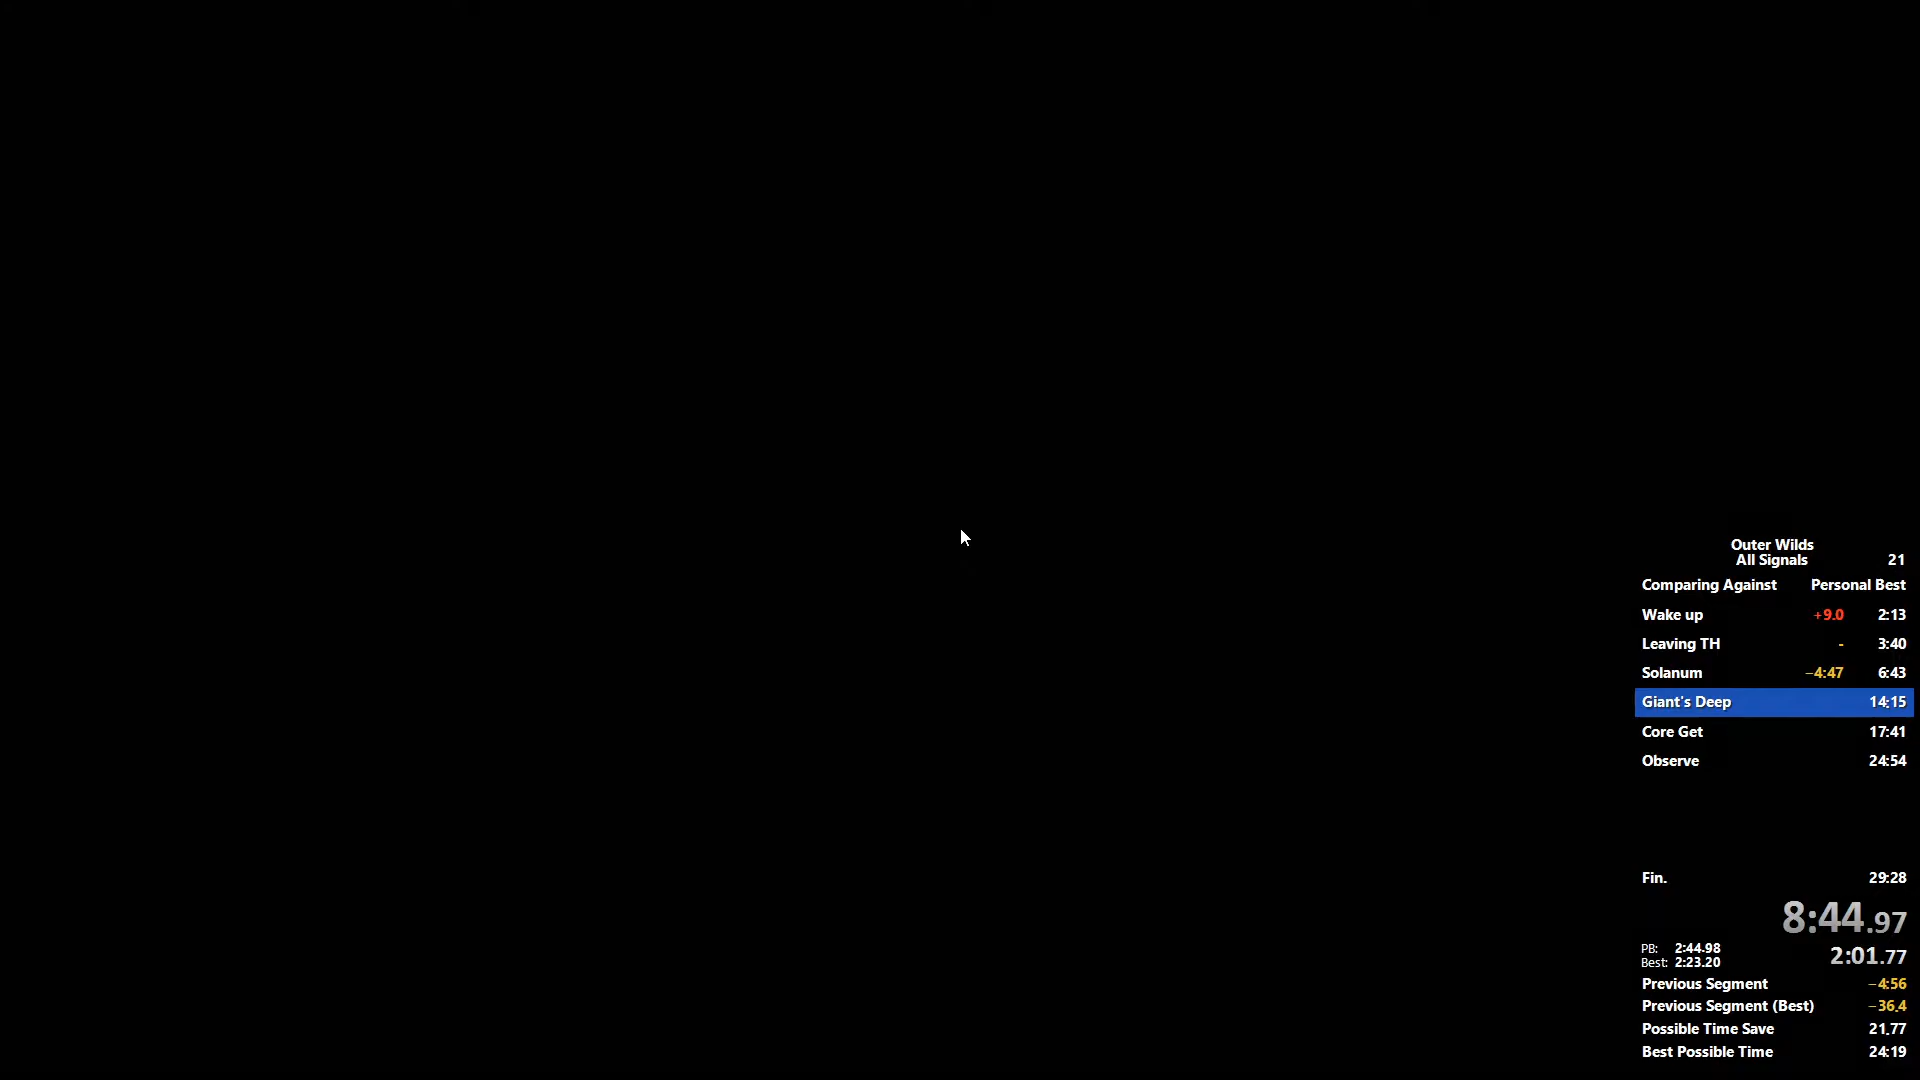 Outer Wilds
All Signals 21
Comparing Against Personal Best
Wake up +9.0 2:13
Leaving TH - 3:40
Solanum −4:47 6:43
Giant's Deep 14:15
Core Get 17:41
Observe 24:54
Fin. 29:28
8:44.97
PB: 2:44.98
Best: 2:23.20
2:01.77
Previous Segment −4:56
Previous Segment (Best) −36.4
Possible Time Save 21.77
Best Possible Time 24:19